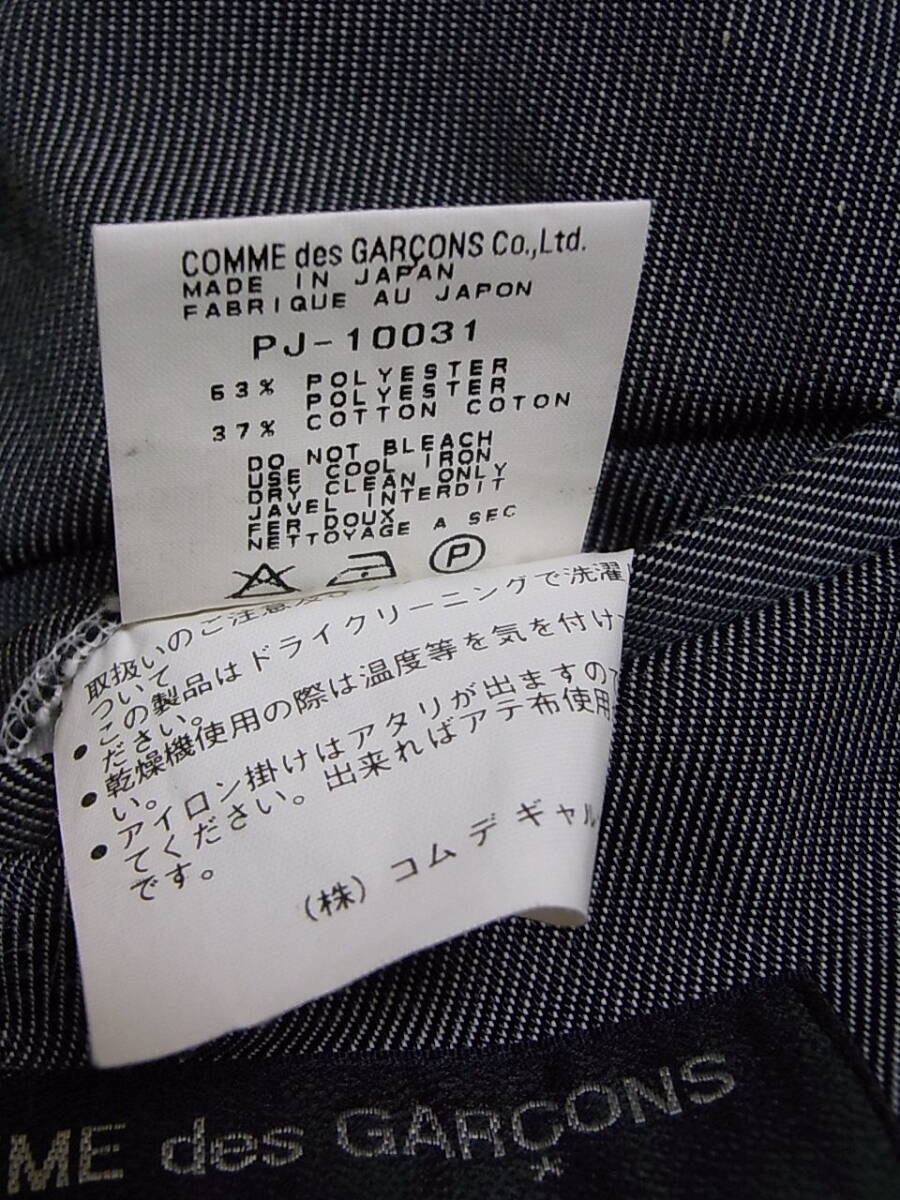 COMME des GARÇONS Co.,Ltd.
MADE IN JAPAN
FABRIQUE AU JAPON
PJ-10031
63% POLYESTER
POLYESTER
37% COTTON COTON
DO NOT BLEACH
USE COOL IRON
DRY CLEAN ONLY
JAVEL INTERDIT
FER DOUX
NETTOYAGE A SEC
P
取扱いのご注意
ついて
この製品はドライクリーニングで洗濯
ださい。
● 乾燥機使用の際は温度等を気を付け
い。
● アイロン掛けはアタリが出ますので
てください。出来ればアテ布使用
です。
(株) コム デ ギャル
ME des GARÇONS